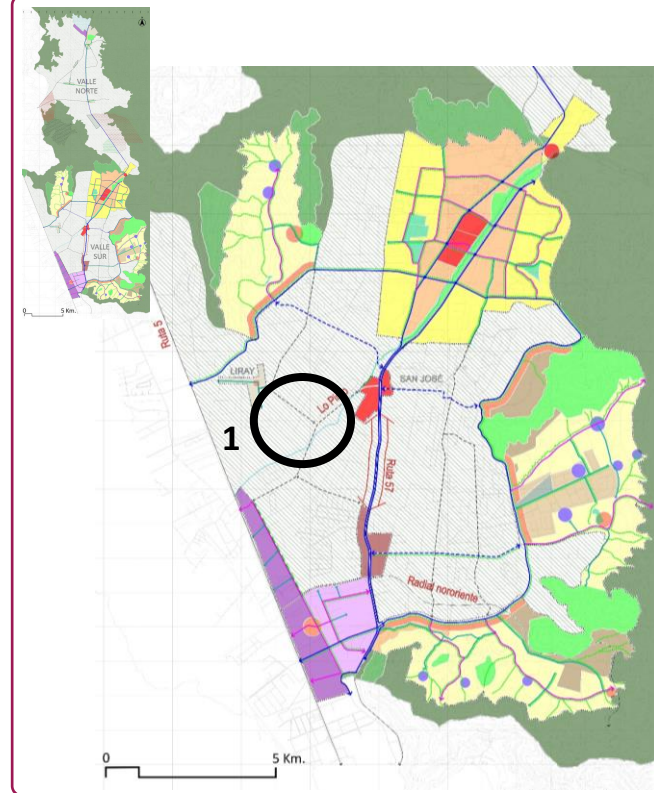 VALLE
NORTE
VALLE
SUR
0 5 Km.
Ruta 5
LIRAY
Lo Pinto
SAN JOSÉ
1
Ruta 57
Radial nororiente
0 5 Km.